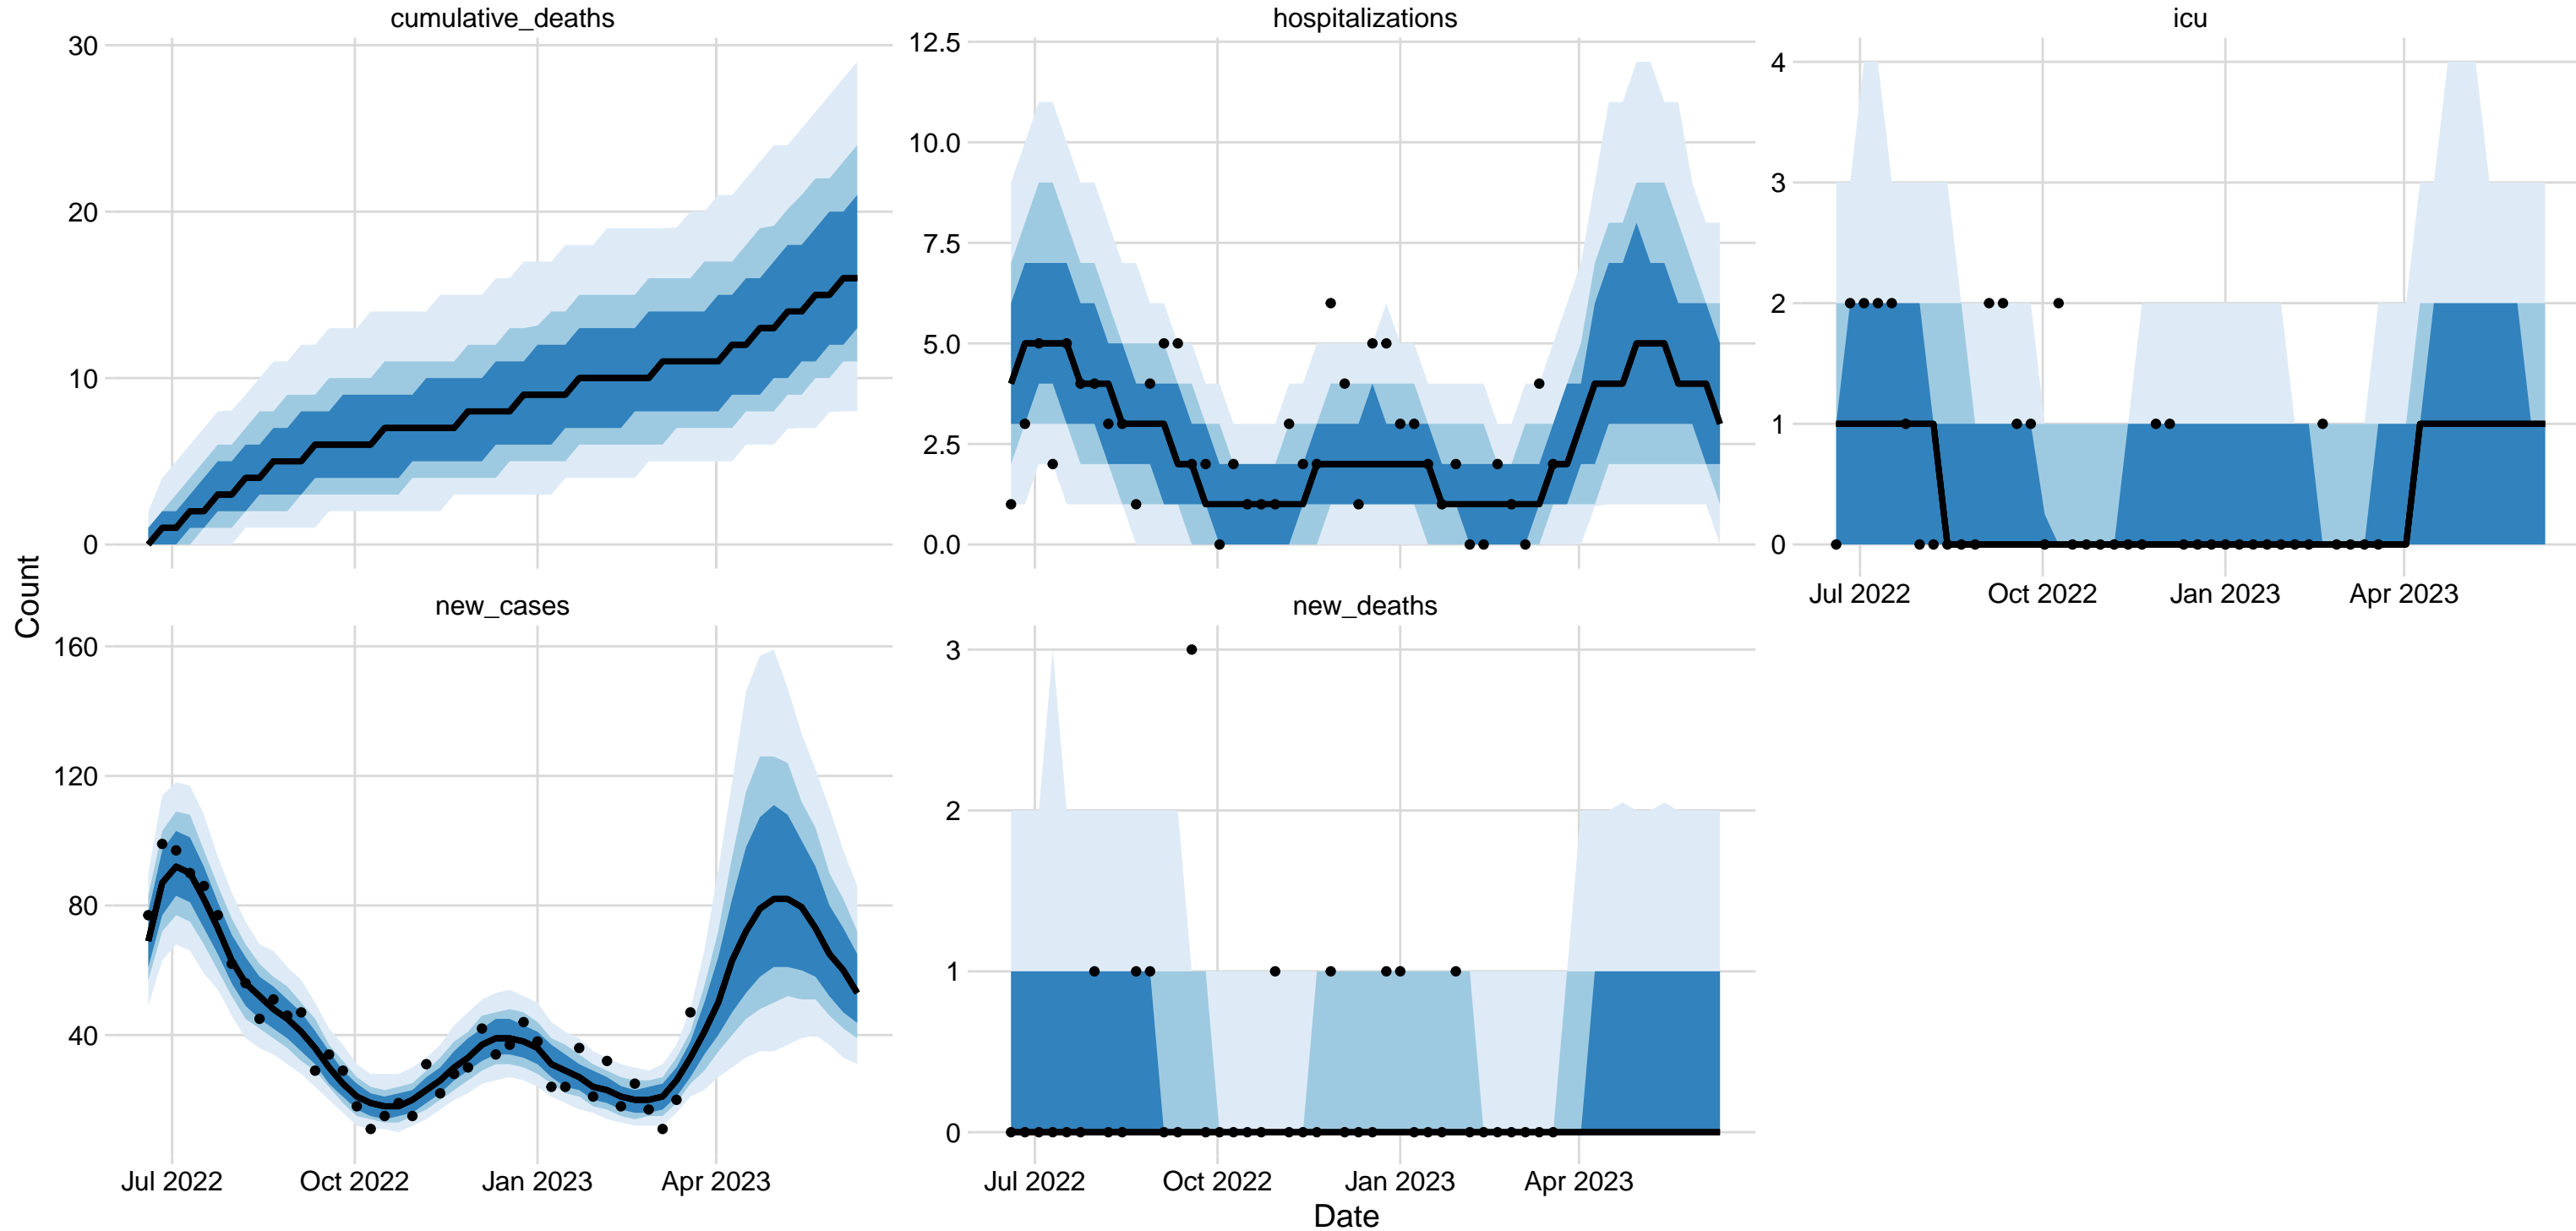 cumulative_deaths
hospitalizations
icu
30
20
10
0
12.5
10.0
7.5
5.0
2.5
0.0
4
3
2
1
0
Jul 2022
Oct 2022
Jan 2023
Apr 2023
Count
new_cases
new_deaths
160
120
80
40
3
2
1
0
Jul 2022
Oct 2022
Jan 2023
Apr 2023
Jul 2022
Oct 2022
Jan 2023
Apr 2023
Date